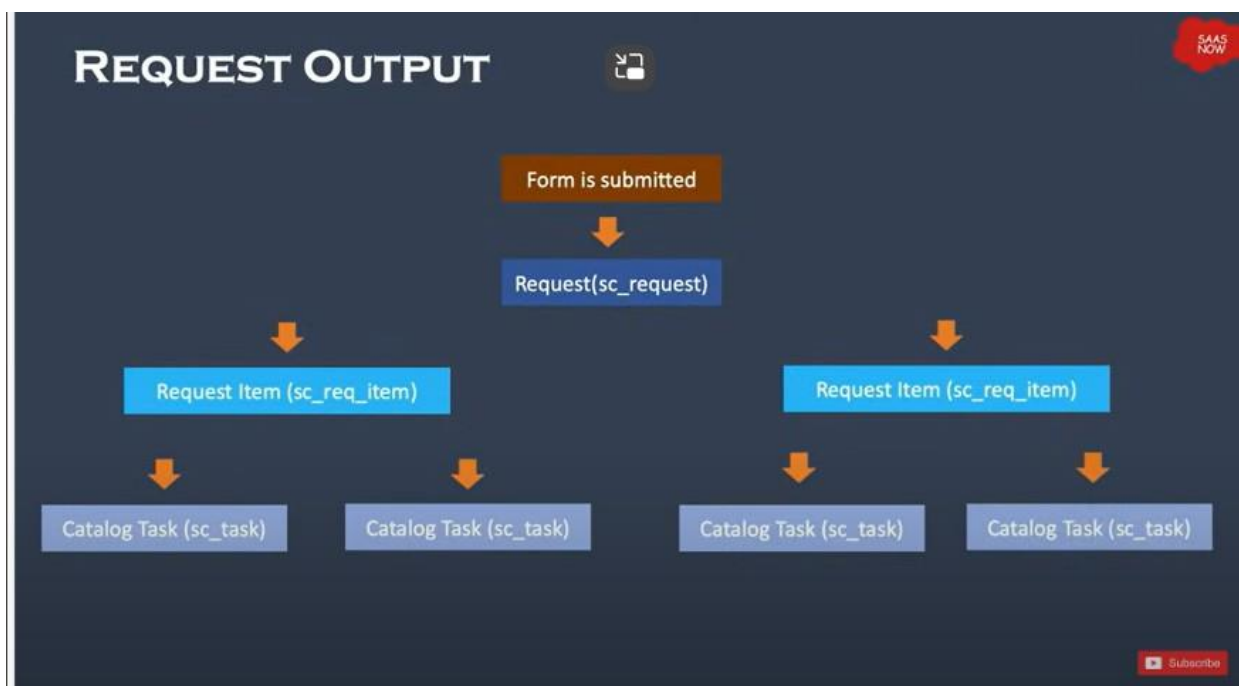 REQUEST OUTPUT
SAAS
NOW
Form is submitted
Request(sc_request)
Request Item (sc_req_item)
Request Item (sc_req_item)
Catalog Task (sc_task)
Catalog Task (sc_task)
Catalog Task (sc_task)
Catalog Task (sc_task)
Subscribe